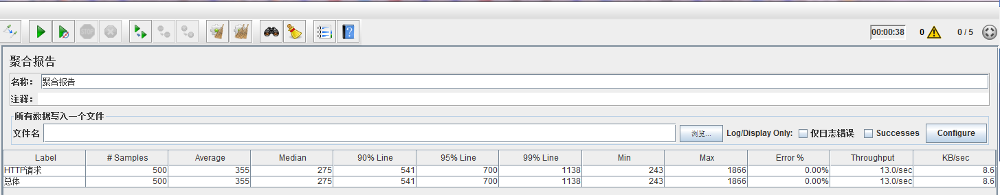 STOP
00:00:38 0 0 / 5
聚合报告
名称： 聚合报告
注释：
所有数据写入一个文件
文件名 浏览... Log/Display Only: 仅日志错误 Successes Configure
Label # Samples Average Median 90% Line 95% Line 99% Line Min Max Error % Throughput KB/sec
HTTP请求 500 355 275 541 700 1138 243 1866 0.00% 13.0/sec 8.6
总体 500 355 275 541 700 1138 243 1866 0.00% 13.0/sec 8.6